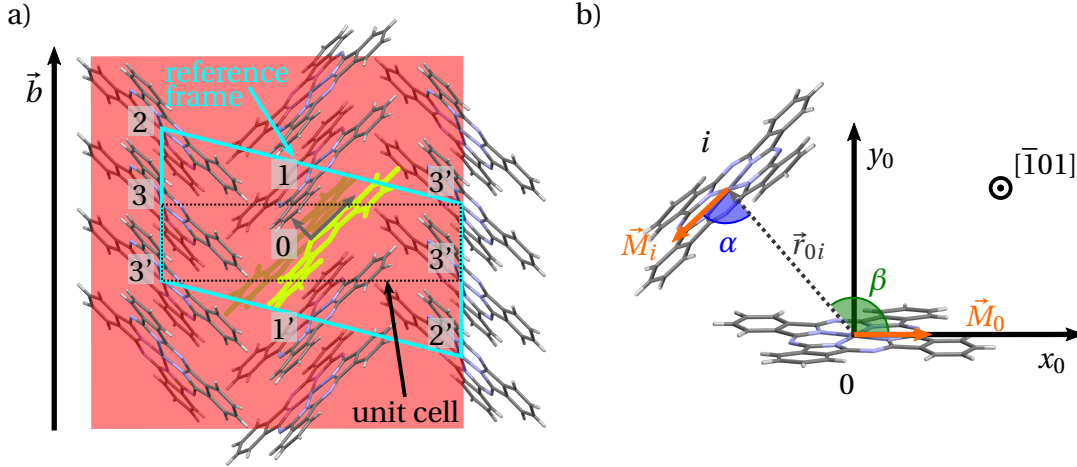 a)
b)
b⃗
reference
frame
2
1
3
3'
0
3'
3'
1'
2'
unit cell
i
y₀
[1̅01]
M⃗ᵢ
α
r⃗₀ᵢ
β
M⃗₀
0
x₀